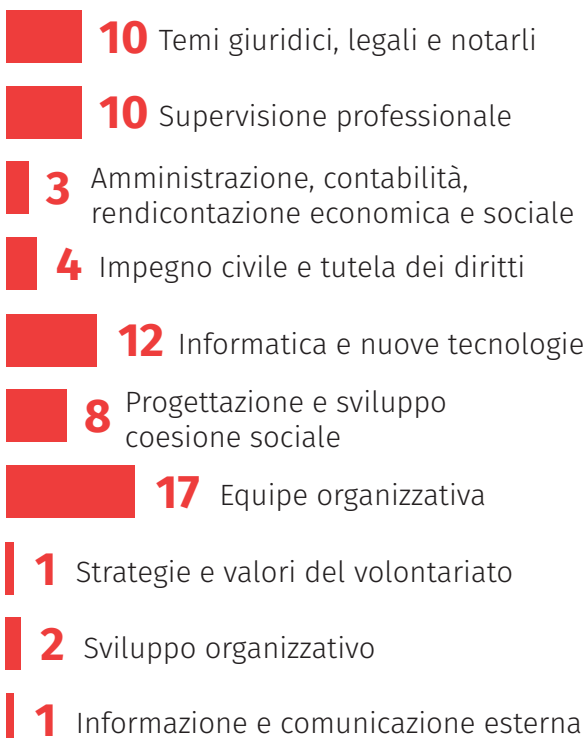 10 Temi giuridici, legali e notarli
10 Supervisione professionale
3 Amministrazione, contabilità,
rendicontazione economica e sociale
4 Impegno civile e tutela dei diritti
12 Informatica e nuove tecnologie
8 Progettazione e sviluppo
coesione sociale
17 Equipe organizzativa
1 Strategie e valori del volontariato
2 Sviluppo organizzativo
1 Informazione e comunicazione esterna